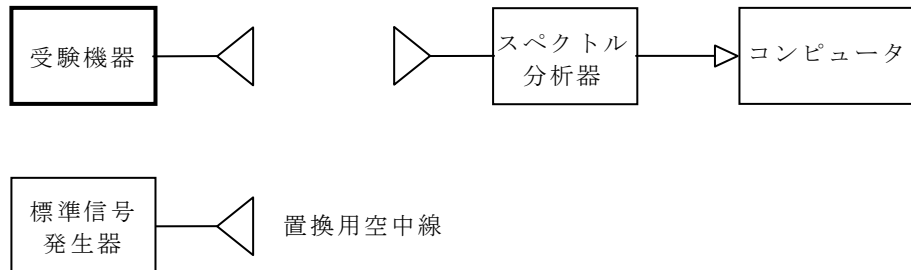 受験機器
スペクトル
分析器
コンピュータ
標準信号
発生器
置換用空中線